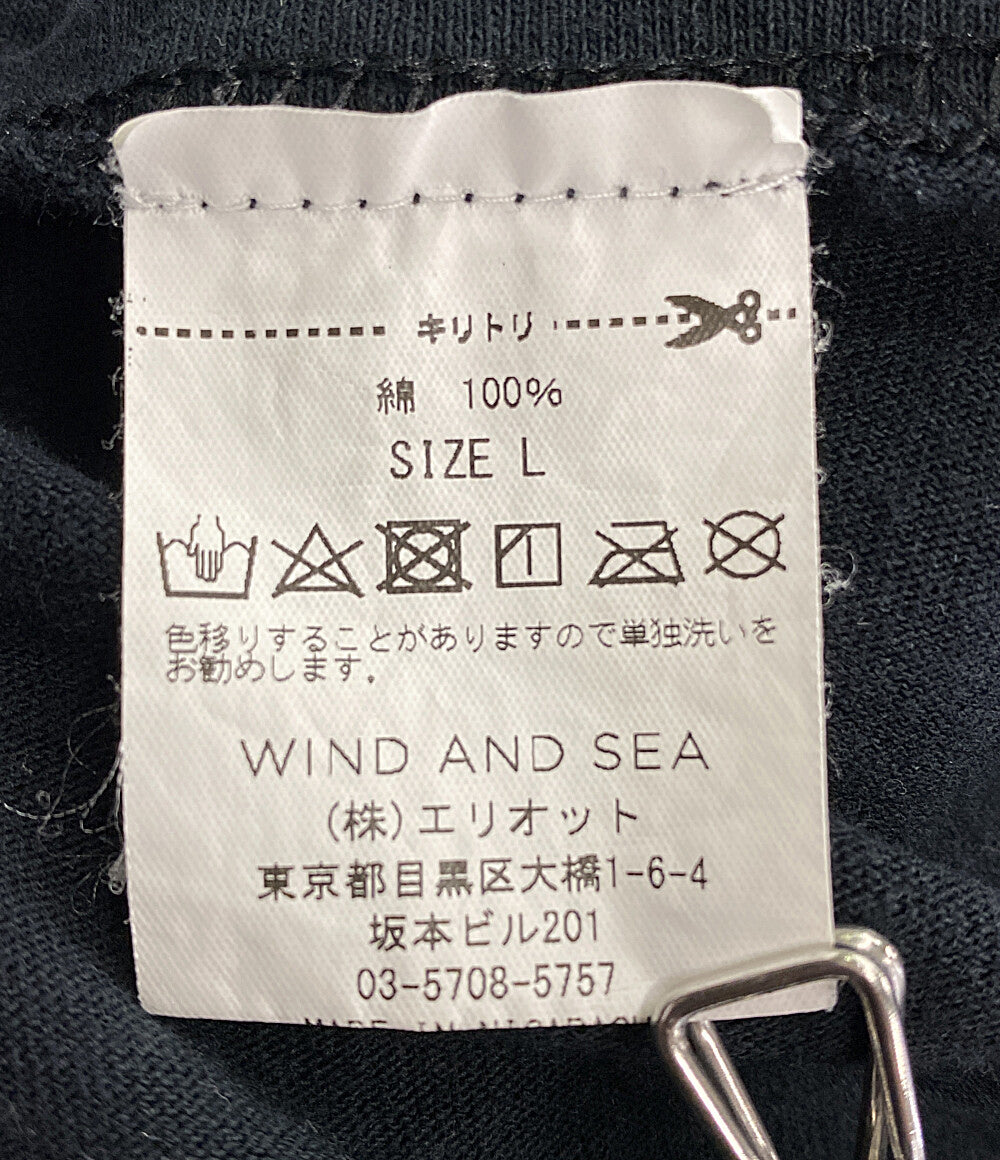 キリトリ
綿 100%
SIZE L
色移りすることがありますので単独洗いを
お勧めします。
WIND AND SEA
(株)エリオット
東京都目黒区大橋1-6-4
坂本ビル201
03-5708-5757
MADE IN